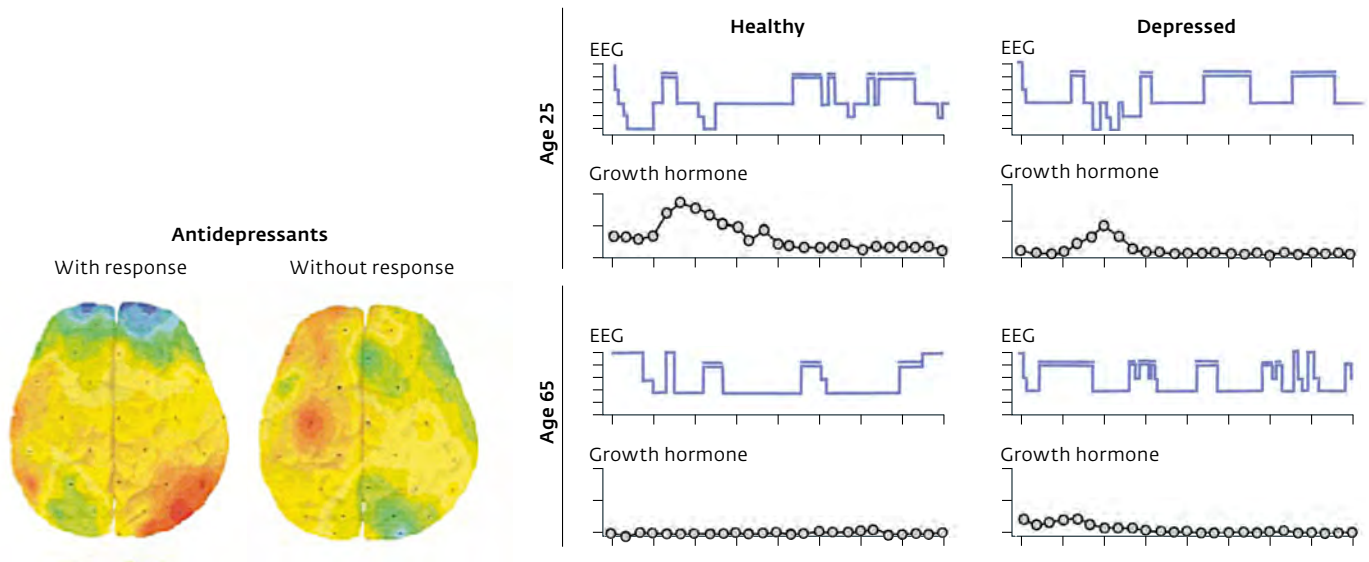 Antidepressants
With response
Without response
Healthy
Depressed
Age 25
EEG
EEG
Growth hormone
Growth hormone
Age 65
EEG
EEG
Growth hormone
Growth hormone